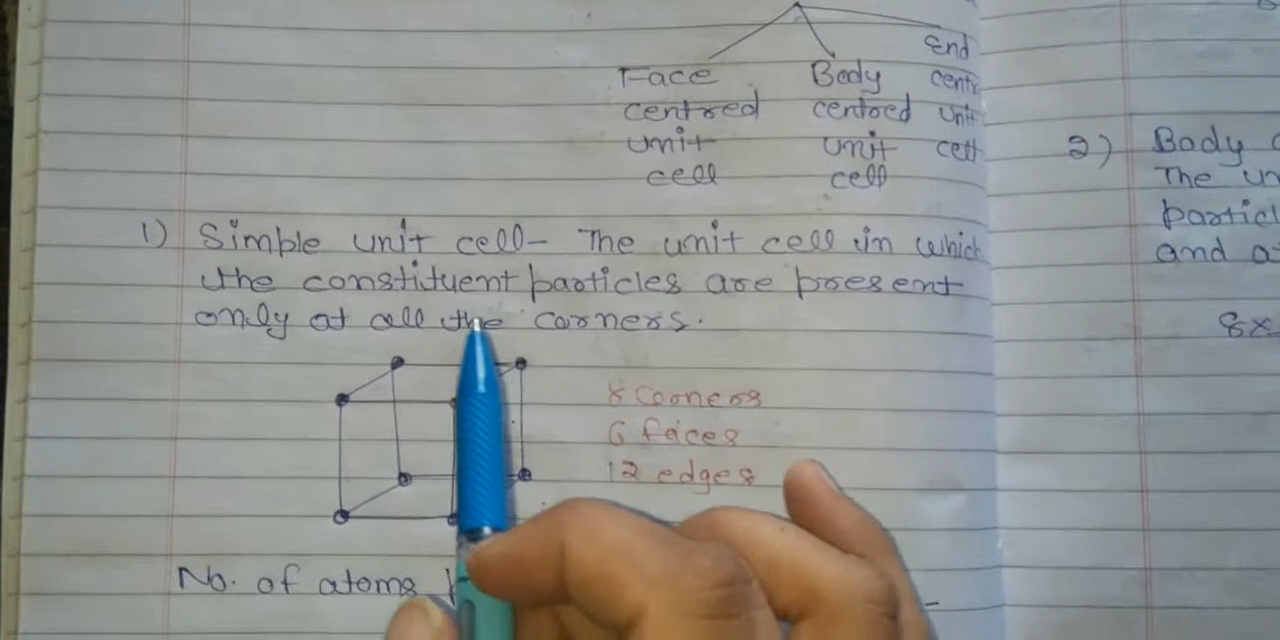 End
Face Body centr
centred centred unit
unit unit cell
cell cell
1) Simple unit cell- The unit cell in which
the constituent particles are present
only at all the corners.
8 corners
6 faces
12 edges
No. of atoms
2) Body
The un
particl
and a
8x